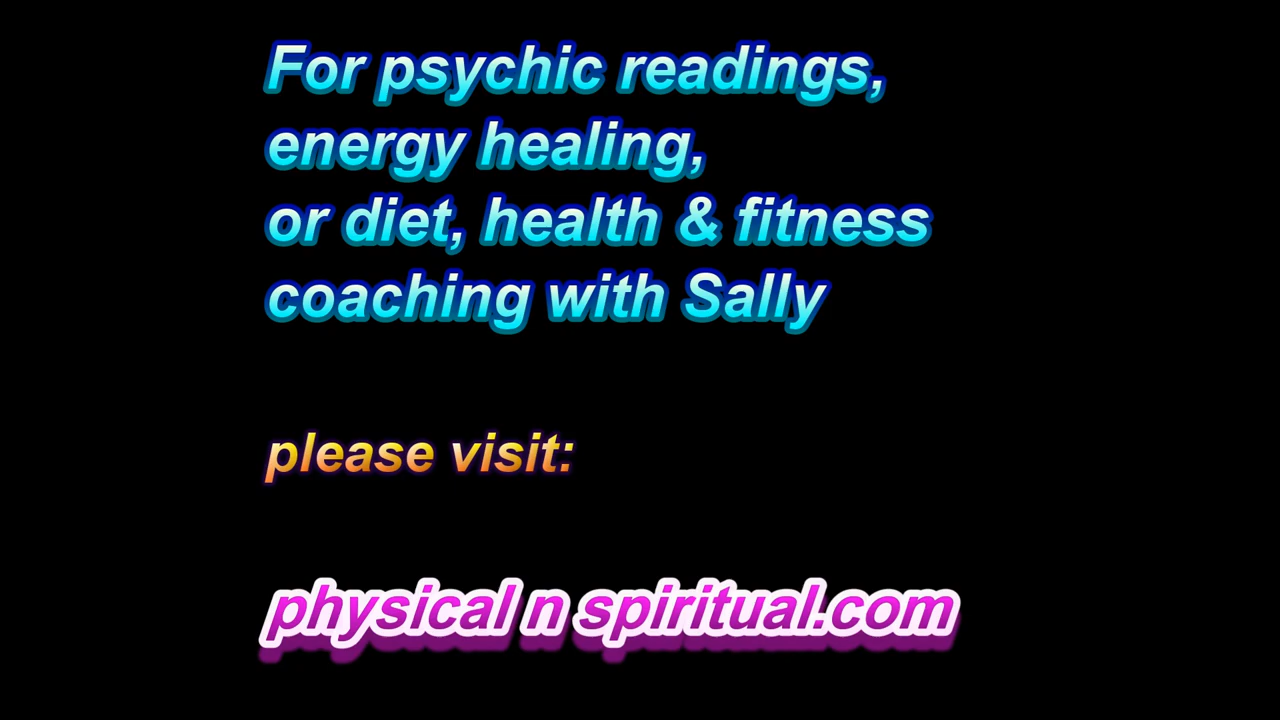 For psychic readings,
energy healing,
or diet, health & fitness
coaching with Sally
please visit:
physical n spiritual.com